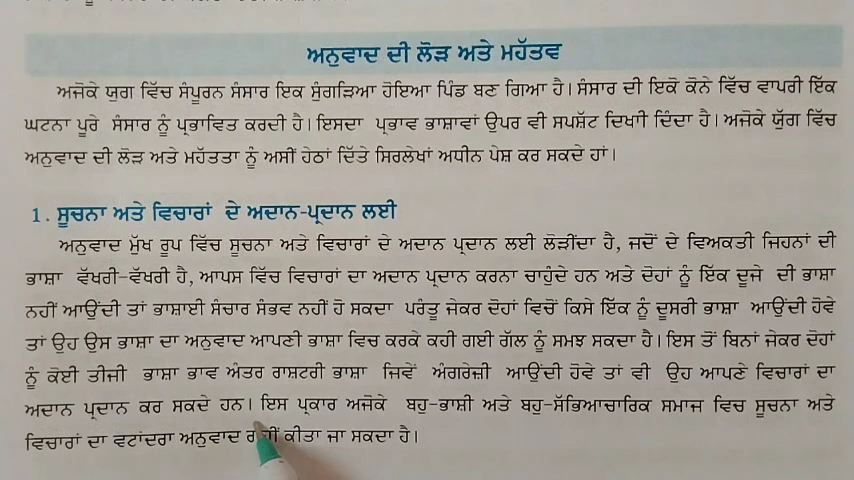 ਅਨੁਵਾਦ ਦੀ ਲੋੜ ਅਤੇ ਮਹੱਤਵ
ਅਜੋਕੇ ਯੁਗ ਵਿੱਚ ਸੰਪੂਰਨ ਸੰਸਾਰ ਇਕ ਸੁੰਗੜਿਆ ਹੋਇਆ ਪਿੰਡ ਬਣ ਗਿਆ ਹੈ। ਸੰਸਾਰ ਦੀ ਇਕੋ ਕੋਨੇ ਵਿੱਚ ਵਾਪਰੀ ਇੱਕ
ਘਟਨਾ ਪੂਰੇ ਸੰਸਾਰ ਨੂੰ ਪ੍ਰਭਾਵਿਤ ਕਰਦੀ ਹੈ। ਇਸਦਾ ਪ੍ਰਭਾਵ ਭਾਸ਼ਾਵਾਂ ਉਪਰ ਵੀ ਸਪਸ਼ੱਟ ਦਿਖਾੀ ਦਿੰਦਾ ਹੈ। ਅਜੋਕੇ ਯੁੱਗ ਵਿੱਚ
ਅਨੁਵਾਦ ਦੀ ਲੋੜ ਅਤੇ ਮਹੱਤਤਾ ਨੂੰ ਅਸੀਂ ਹੇਠਾਂ ਦਿੱਤੇ ਸਿਰਲੇਖਾਂ ਅਧੀਨ ਪੇਸ਼ ਕਰ ਸਕਦੇ ਹਾਂ।
1. ਸੂਚਨਾ ਅਤੇ ਵਿਚਾਰਾਂ ਦੇ ਅਦਾਨ-ਪ੍ਰਦਾਨ ਲਈ
ਅਨੁਵਾਦ ਮੁੱਖ ਰੂਪ ਵਿੱਚ ਸੂਚਨਾ ਅਤੇ ਵਿਚਾਰਾਂ ਦੇ ਅਦਾਨ ਪ੍ਰਦਾਨ ਲਈ ਲੋੜੀਂਦਾ ਹੈ, ਜਦੋਂ ਦੋ ਵਿਅਕਤੀ ਜਿਹਨਾਂ ਦੀ
ਭਾਸ਼ਾ ਵੱਖਰੀ-ਵੱਖਰੀ ਹੈ, ਆਪਸ ਵਿੱਚ ਵਿਚਾਰਾਂ ਦਾ ਅਦਾਨ ਪ੍ਰਦਾਨ ਕਰਨਾ ਚਾਹੁੰਦੇ ਹਨ ਅਤੇ ਦੋਹਾਂ ਨੂੰ ਇੱਕ ਦੂਜੇ ਦੀ ਭਾਸ਼ਾ
ਨਹੀਂ ਆਉਂਦੀ ਤਾਂ ਭਾਸ਼ਾਈ ਸੰਚਾਰ ਸੰਭਵ ਨਹੀਂ ਹੋ ਸਕਦਾ ਪਰੰਤੂ ਜੇਕਰ ਦੋਹਾਂ ਵਿਚੋਂ ਕਿਸੇ ਇੱਕ ਨੂੰ ਦੂਸਰੀ ਭਾਸ਼ਾ ਆਉਂਦੀ ਹੋਵੇ
ਤਾਂ ਉਹ ਉਸ ਭਾਸ਼ਾ ਦਾ ਅਨੁਵਾਦ ਆਪਣੀ ਭਾਸ਼ਾ ਵਿਚ ਕਰਕੇ ਕਹੀ ਗਈ ਗੱਲ ਨੂੰ ਸਮਝ ਸਕਦਾ ਹੈ। ਇਸ ਤੋਂ ਬਿਨਾਂ ਜੇਕਰ ਦੋਹਾਂ
ਨੂੰ ਕੋਈ ਤੀਜੀ ਭਾਸ਼ਾ ਭਾਵ ਅੰਤਰ ਰਾਸ਼ਟਰੀ ਭਾਸ਼ਾ ਜਿਵੇਂ ਅੰਗਰੇਜ਼ੀ ਆਉਂਦੀ ਹੋਵੇ ਤਾਂ ਵੀ ਉਹ ਆਪਣੇ ਵਿਚਾਰਾਂ ਦਾ
ਅਦਾਨ ਪ੍ਰਦਾਨ ਕਰ ਸਕਦੇ ਹਨ। ਇਸ ਪ੍ਰਕਾਰ ਅਜੋਕੇ ਬਹੁ-ਭਾਸ਼ੀ ਅਤੇ ਬਹੁ-ਸੱਭਿਆਚਾਰਿਕ ਸਮਾਜ ਵਿਚ ਸੂਚਨਾ ਅਤੇ
ਵਿਚਾਰਾਂ ਦਾ ਵਟਾਂਦਰਾ ਅਨੁਵਾਦ ਕੀਤਾ ਜਾ ਸਕਦਾ ਹੈ।